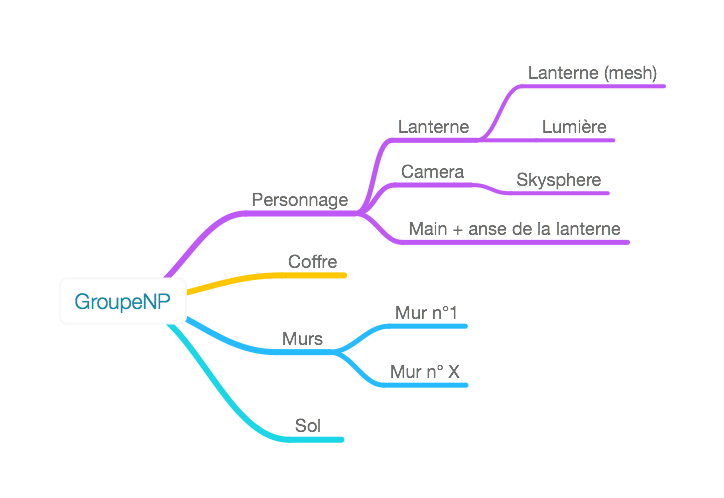 Lanterne (mesh)
Lanterne
Lumière
Camera
Skysphere
Personnage
Main + anse de la lanterne
Coffre
GroupeNP
Mur n°1
Murs
Mur n° X
Sol